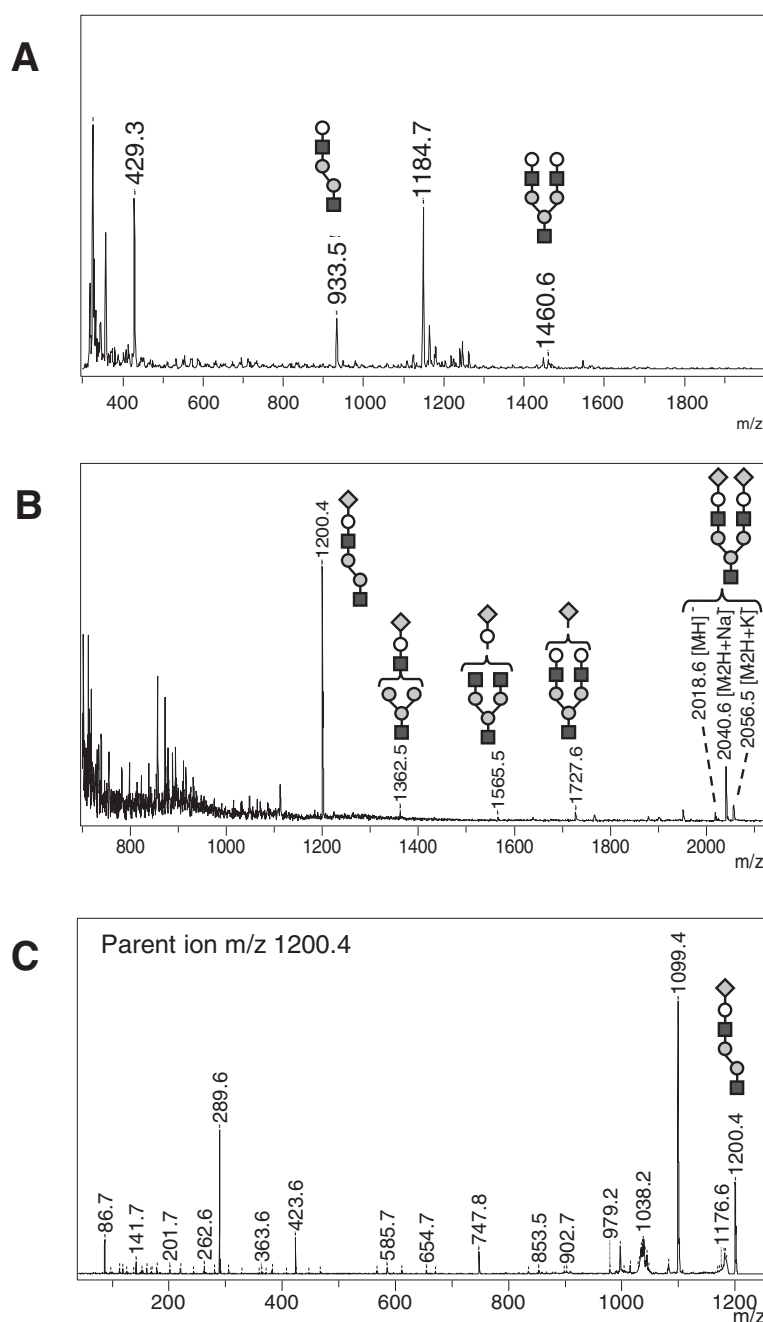 A
429.3
933.5
1184.7
1460.6
400 600 800 1000 1200 1400 1600 1800
m/z
B
1200.4
1362.5
1565.5
1727.6
2018.6 [MH]-
2040.6 [M2H+Na]-
2056.5 [M2H+K]-
800 1000 1200 1400 1600 1800 2000
m/z
C
Parent ion m/z 1200.4
86.7
141.7
201.7
262.6
289.6
363.6
423.6
585.7
654.7
747.8
853.5
902.7
979.2
1038.2
1099.4
1176.6
1200.4
200 400 600 800 1000 1200
m/z